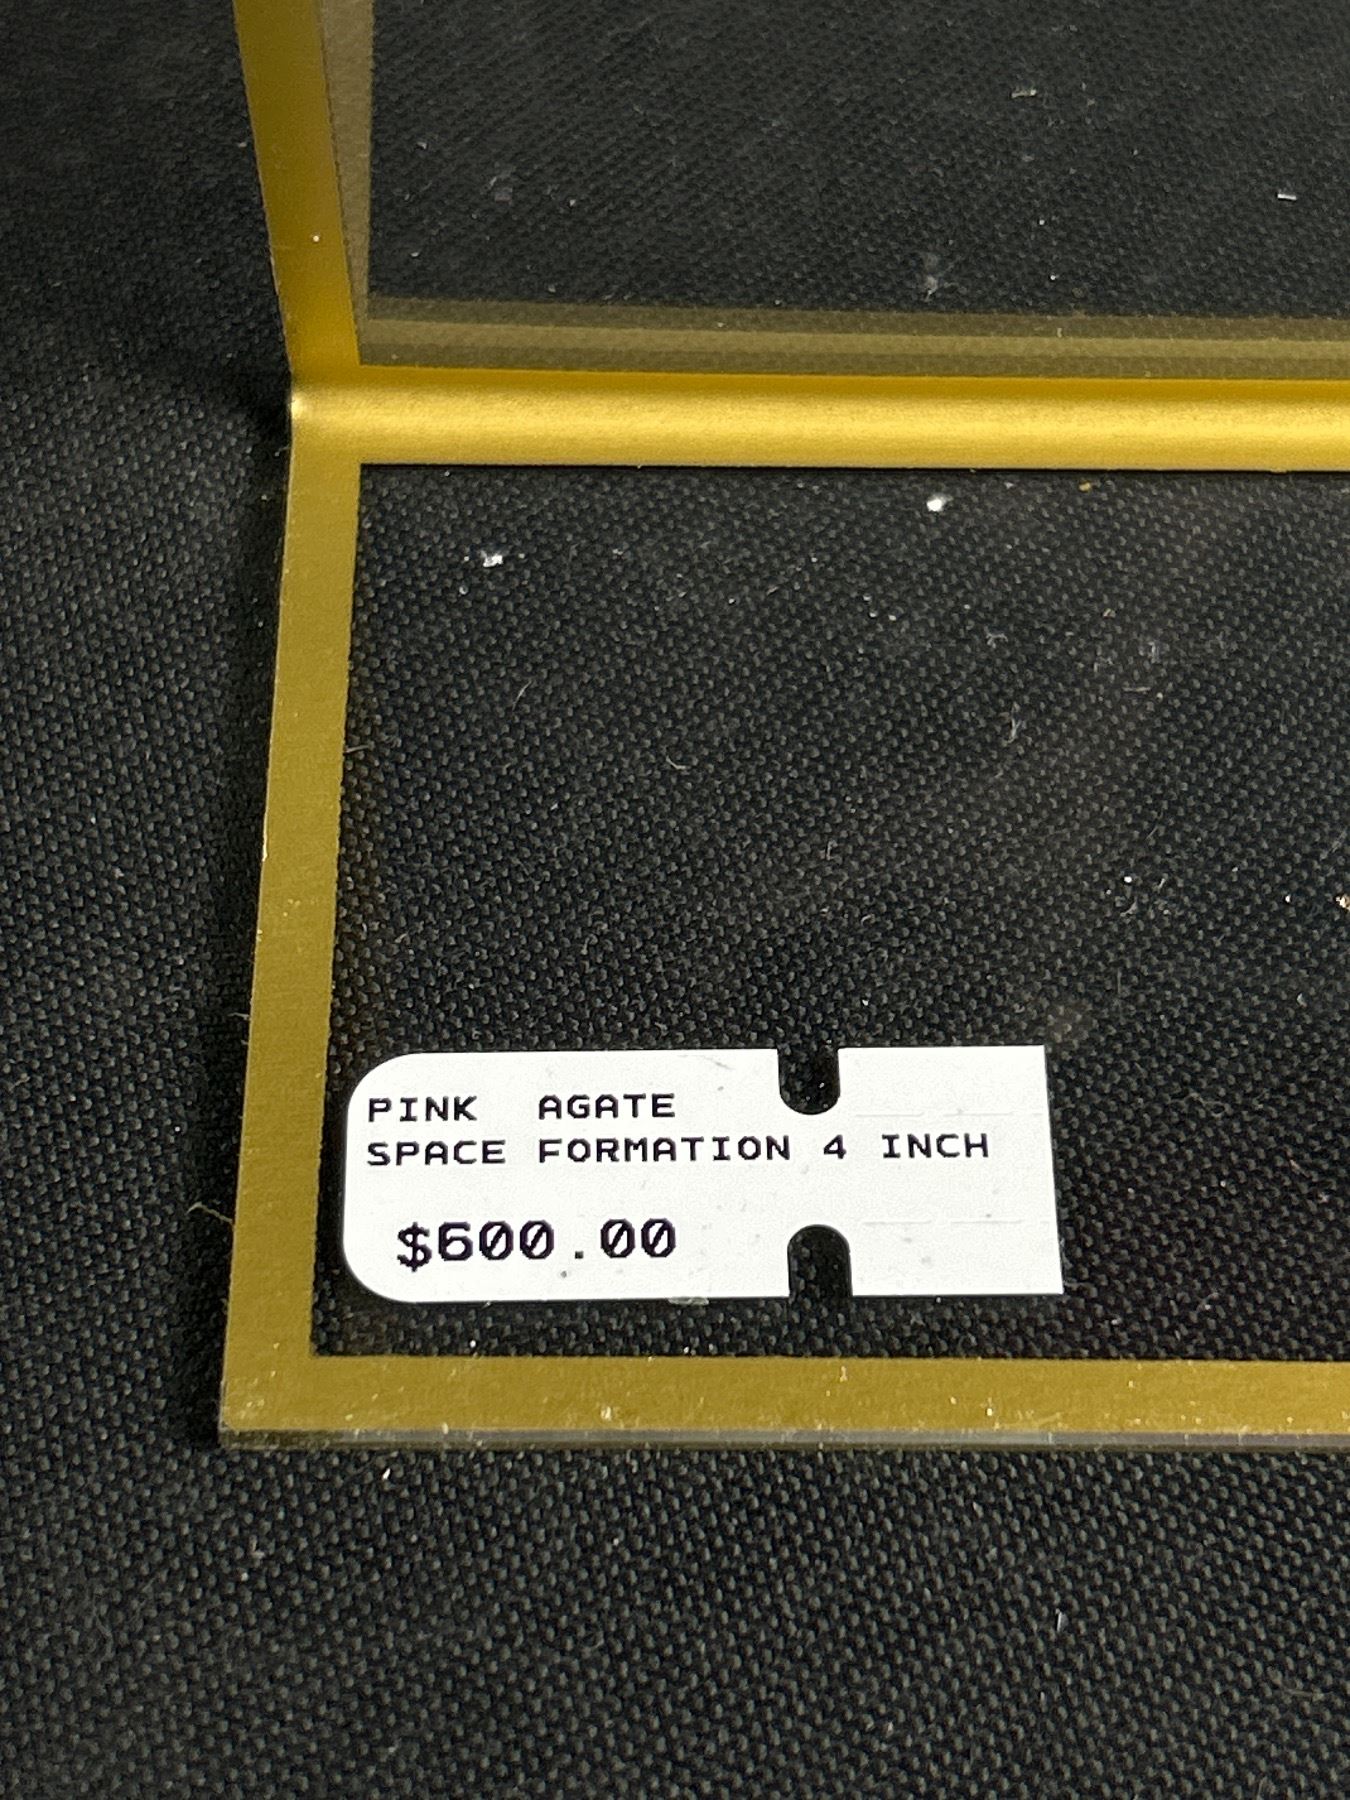 PINK AGATE
SPACE FORMATION 4 INCH
$600.00